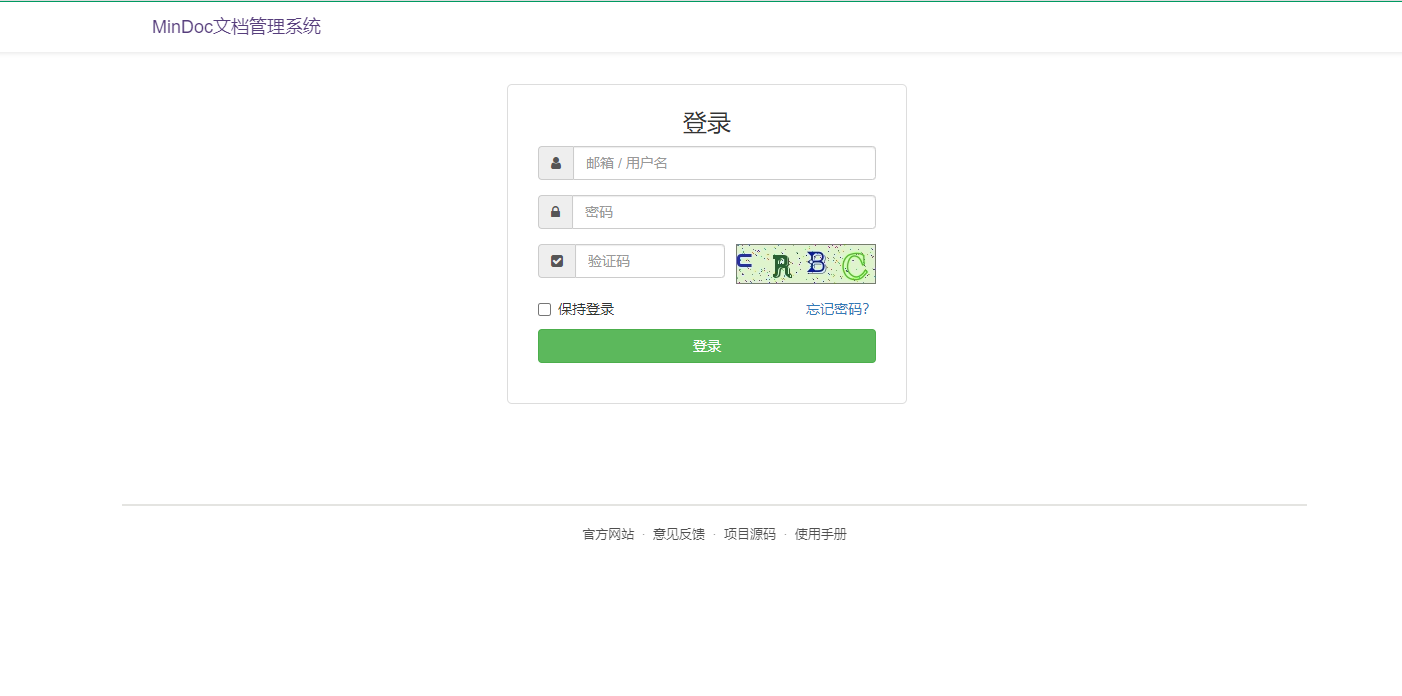 MinDoc文档管理系统
登录
邮箱 / 用户名
密码
验证码
保持登录 忘记密码?
登录
官方网站 · 意见反馈 · 项目源码 · 使用手册